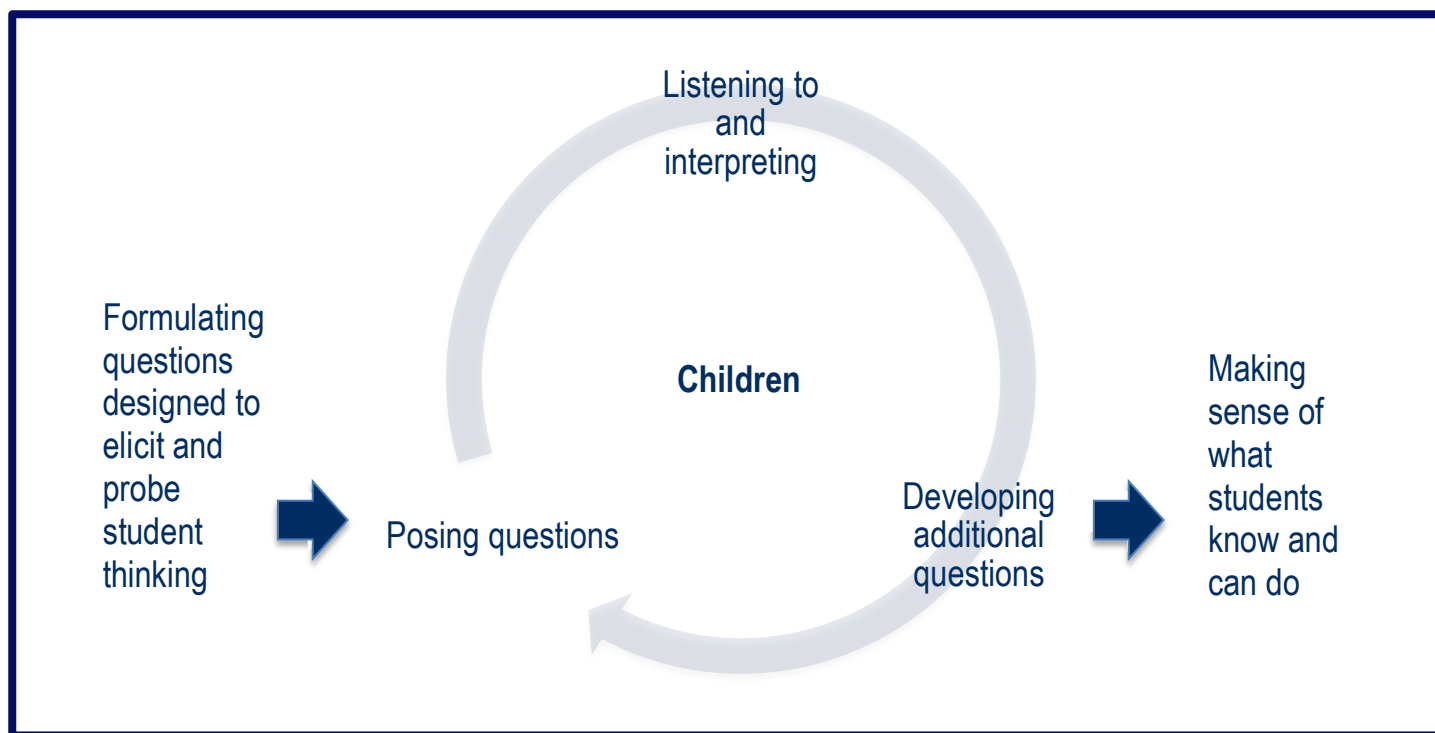 Listening to
and
interpreting
Formulating
questions
designed to
elicit and
probe
student
thinking
Children
Posing questions
Developing
additional
questions
Making
sense of
what
students
know and
can do